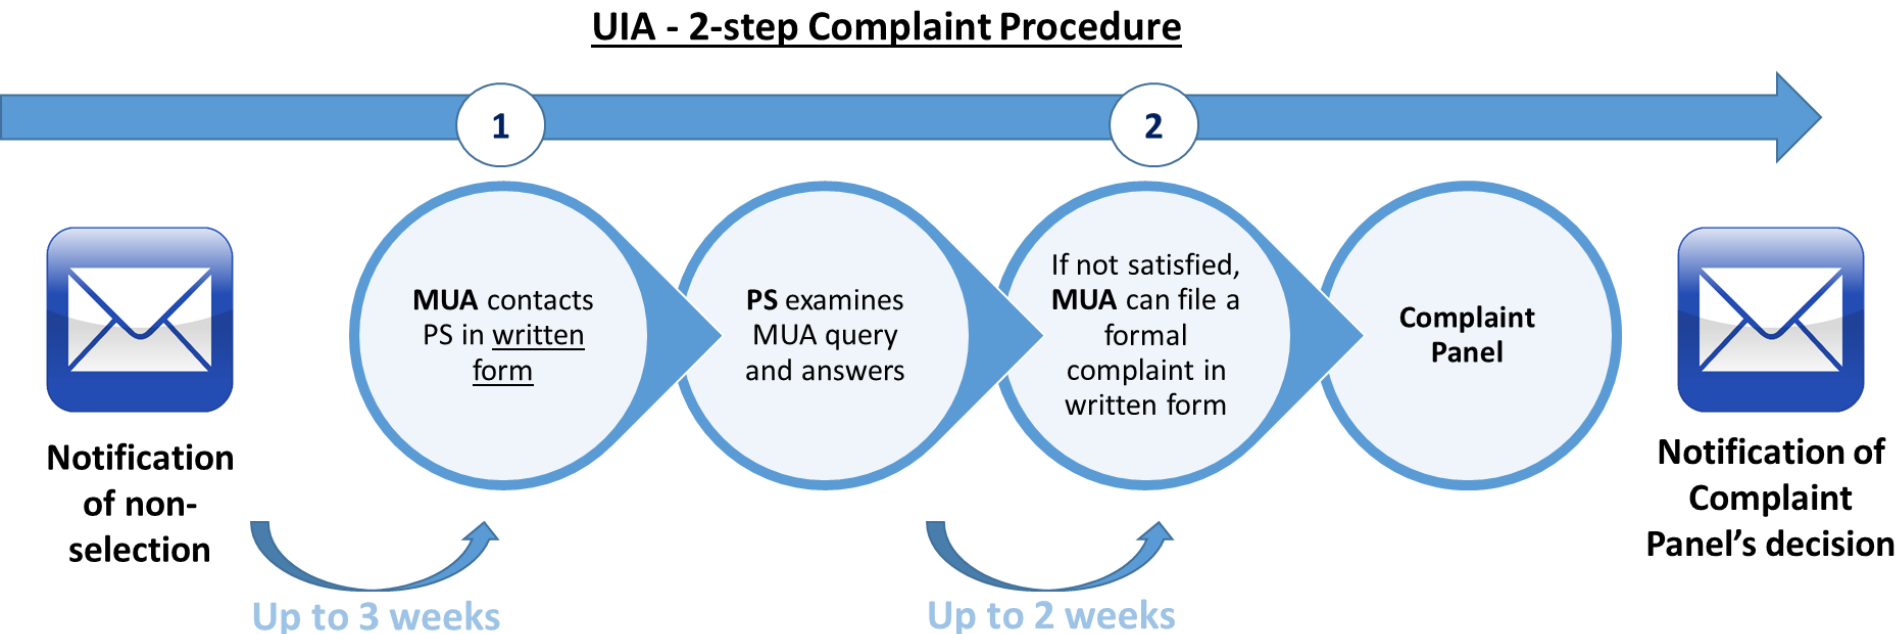 UIA - 2-step Complaint Procedure
1
2
Notification
of non-
selection
MUA contacts
PS in written
form
PS examines
MUA query
and answers
If not satisfied,
MUA can file a
formal
complaint in
written form
Complaint
Panel
Notification of
Complaint
Panel’s decision
Up to 3 weeks
Up to 2 weeks